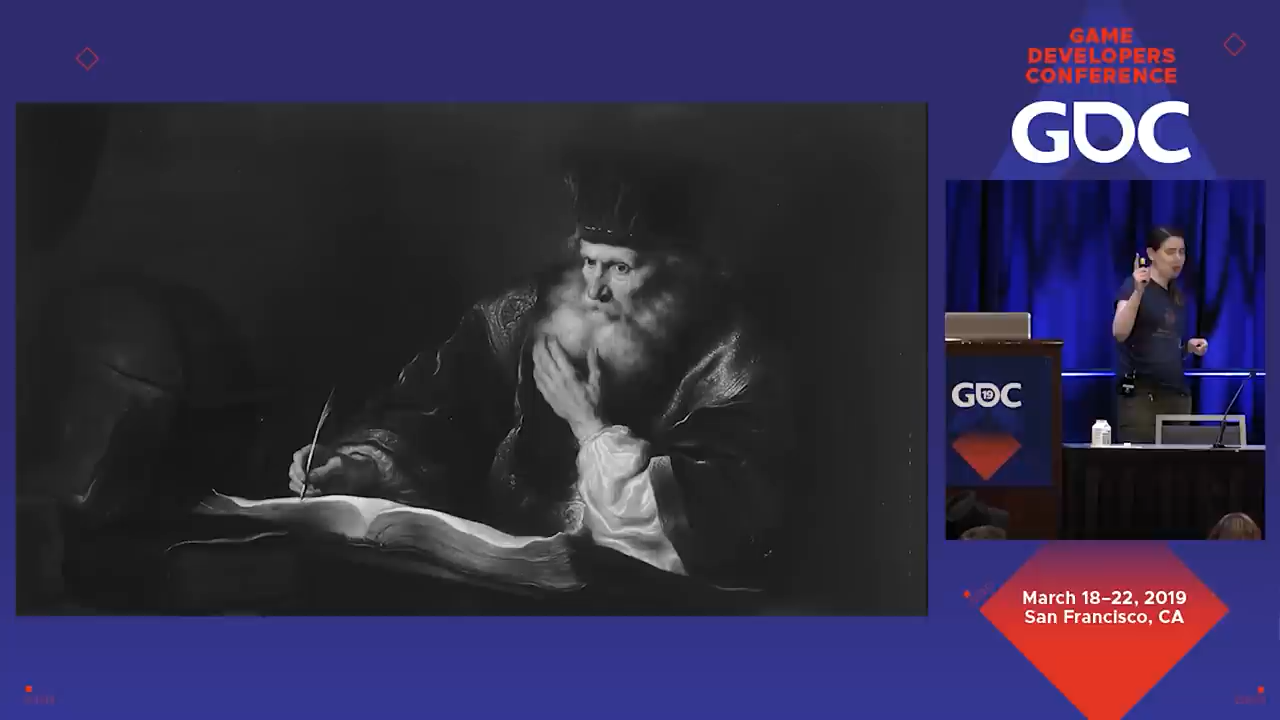 GAME
DEVELOPERS
CONFERENCE
GDC
GDC
19
March 18–22, 2019
San Francisco, CA